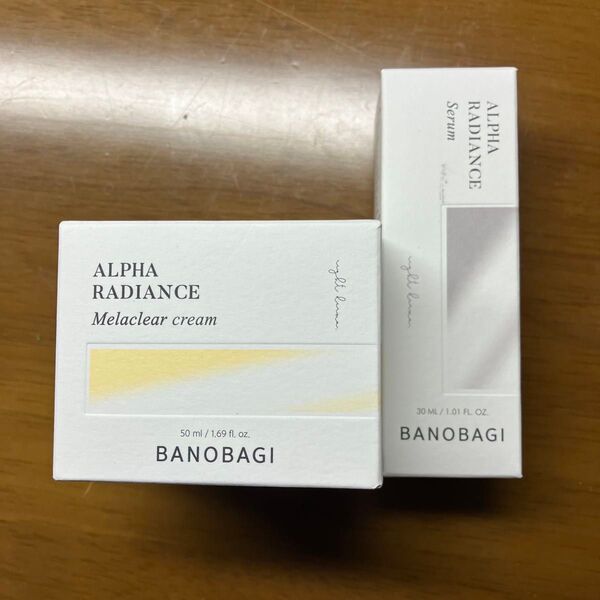 ALPHA
RADIANCE
Melaclear cream
50 ml / 1.69 fl. oz.
BANOBAGI
ALPHA
RADIANCE
Serum
30 ML / 1.01 FL. OZ.
BANOBAGI